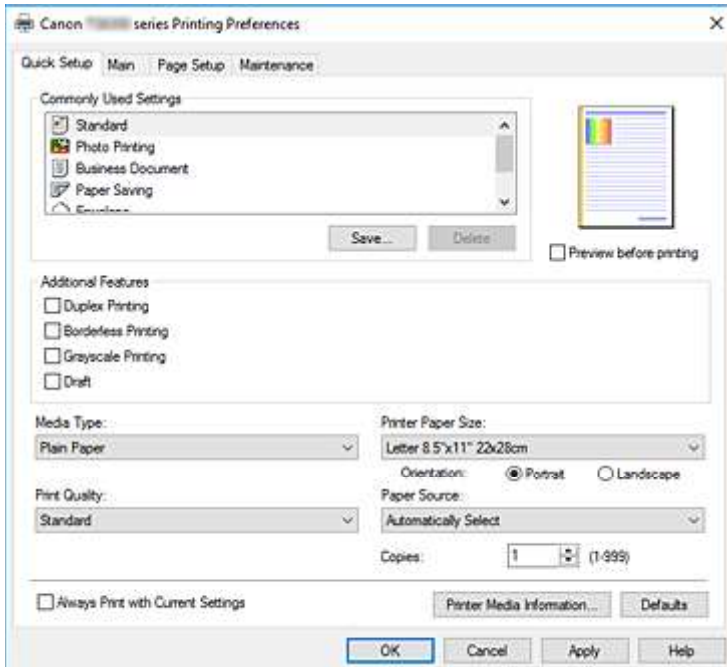 Canon series Printing Preferences
Quick Setup Main Page Setup Maintenance
Commonly Used Settings
Standard
Photo Printing
Business Document
Paper Saving
Save... Delete
Preview before printing
Additional Features
Duplex Printing
Borderless Printing
Grayscale Printing
Draft
Media Type: Printer Paper Size:
Plain Paper Letter 8.5"x11" 22x28cm
Orientation: Portrait Landscape
Print Quality: Paper Source:
Standard Automatically Select
Copies: 1 (1-999)
Always Print with Current Settings Printer Media Information... Defaults
OK Cancel Apply Help